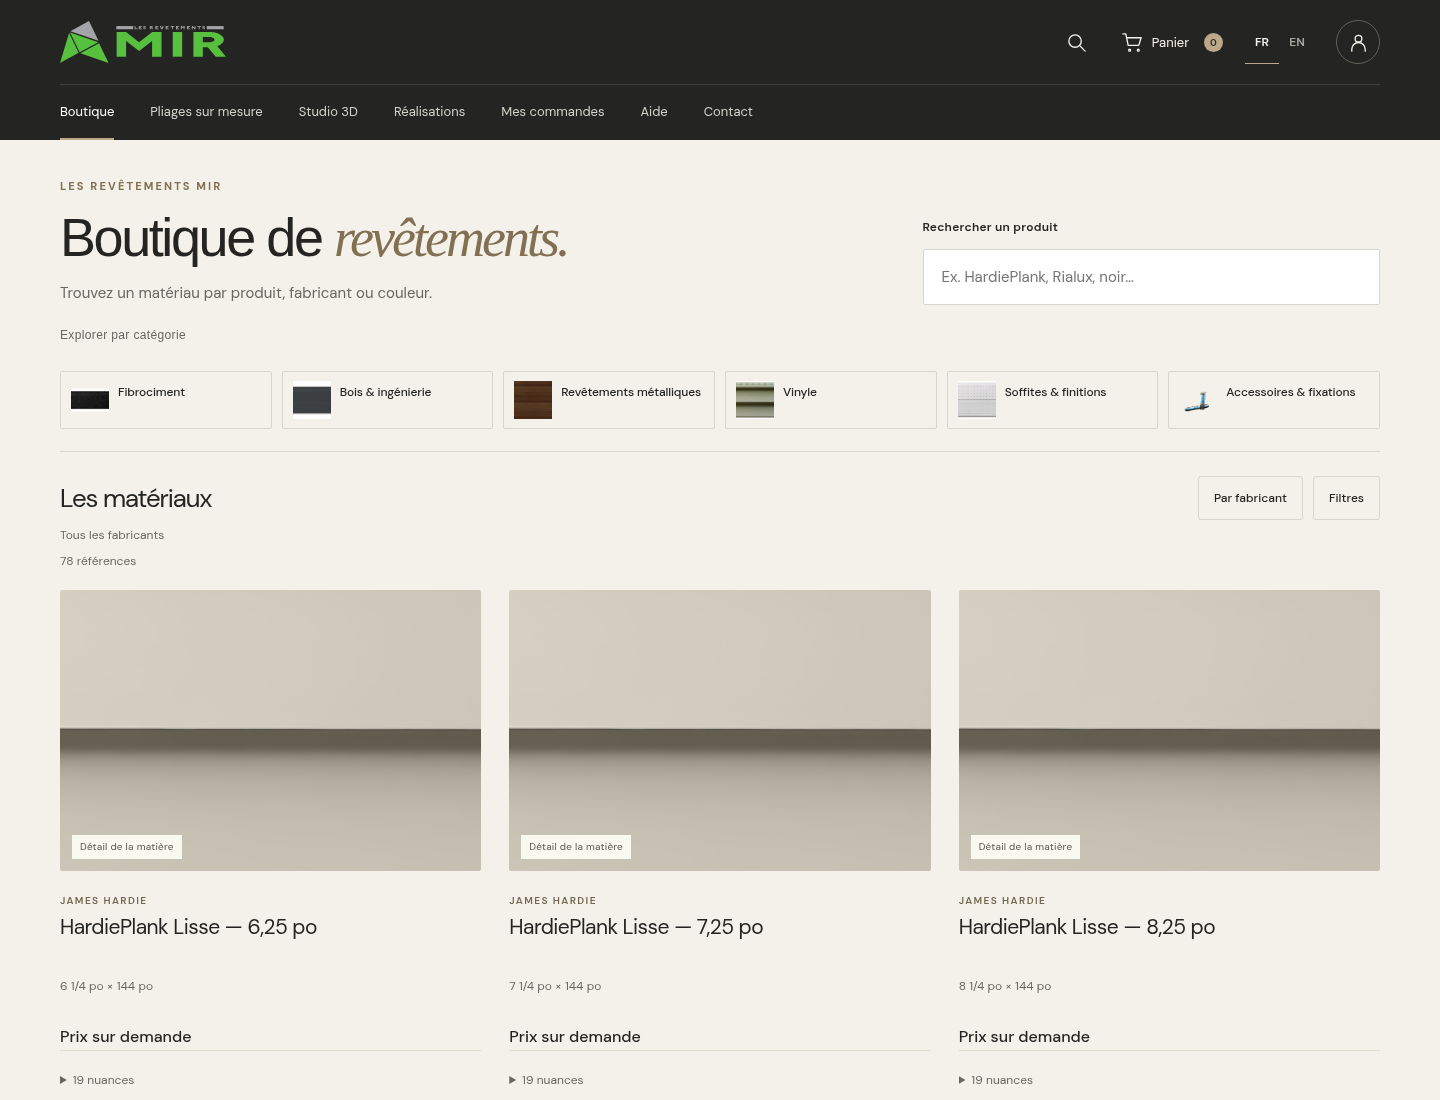 LES REVÊTEMENTS
MIR
Panier 0 FR EN
Boutique Pliages sur mesure Studio 3D Réalisations Mes commandes Aide Contact
LES REVÊTEMENTS MIR
Boutique de revêtements.
Trouvez un matériau par produit, fabricant ou couleur.
Rechercher un produit
Ex. HardiePlank, Rialux, noir…
Explorer par catégorie
Fibrociment Bois & ingénierie Revêtements métalliques Vinyle Soffites & finitions Accessoires & fixations
Les matériaux
Par fabricant Filtres
Tous les fabricants
78 références
Détail de la matière Détail de la matière Détail de la matière
JAMES HARDIE JAMES HARDIE JAMES HARDIE
HardiePlank Lisse — 6,25 po HardiePlank Lisse — 7,25 po HardiePlank Lisse — 8,25 po
6 1/4 po × 144 po 7 1/4 po × 144 po 8 1/4 po × 144 po
Prix sur demande Prix sur demande Prix sur demande
19 nuances 19 nuances 19 nuances